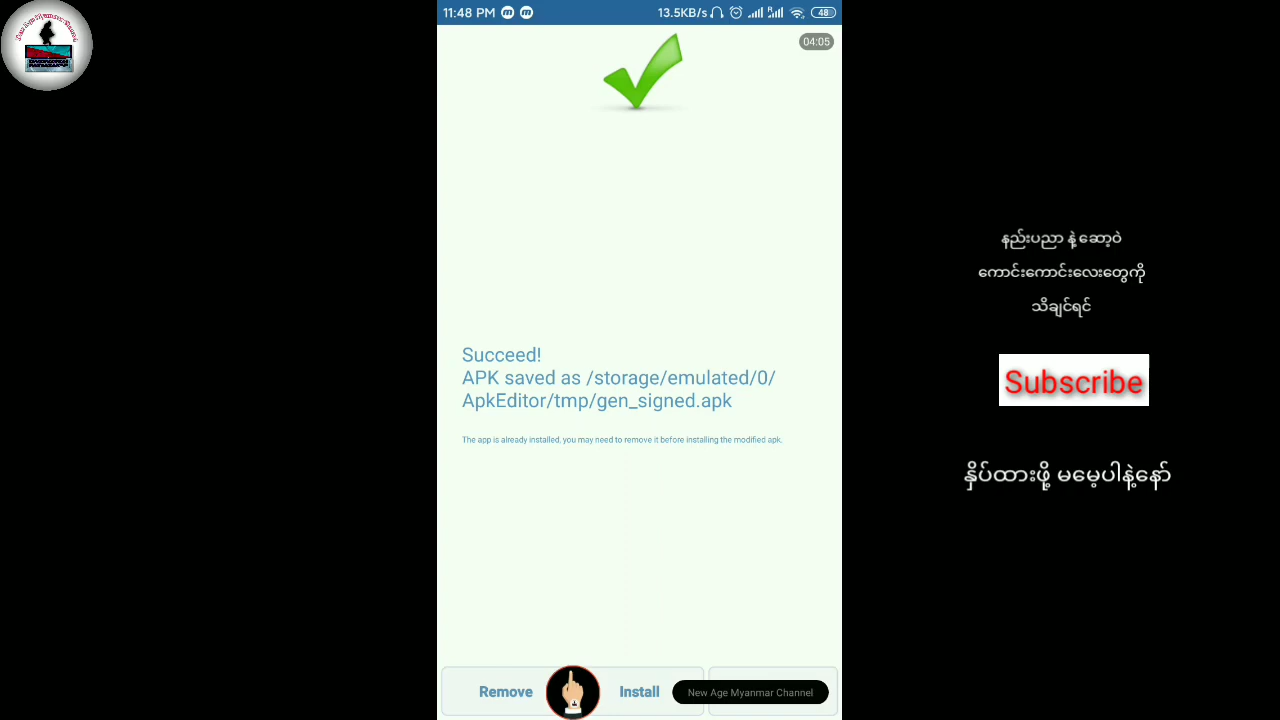 11:48 PM
13.5KB/s
48
04:05
Succeed!
APK saved as /storage/emulated/0/
ApkEditor/tmp/gen_signed.apk
The app is already installed, you may need to remove it before installing the modified apk.
Remove
Install
New Age Myanmar Channel
နည်းပညာ နဲ့ ဆော့ဝဲ
ကောင်းကောင်းလေးတွေကို
သိချင်ရင်
Subscribe
နှိပ်ထားဖို့ မမေ့ပါနဲ့နော်